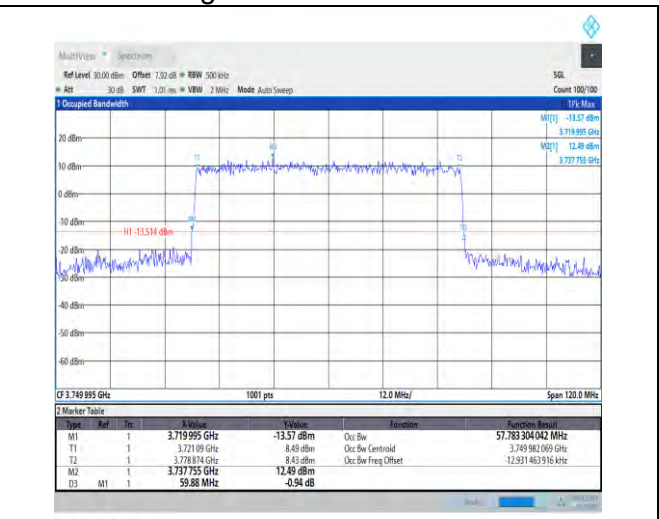 MultiView Spectrum
Ref Level 30.00 dBm Offset 7.92 dB RBW 500 kHz SGL
Att 30 dB SWT 1.01 ms VBW 2 MHz Mode Auto Sweep Count 100/100
1 Occupied Bandwidth 1Pk Max
M1[1] -13.57 dBm
3.719 995 GHz
20 dBm M2[1] 12.49 dBm
3.737 755 GHz
M2
T1 T2
10 dBm
0 dBm
M1
-10 dBm
H1 -13.514 dBm D3
-20 dBm
-30 dBm
-40 dBm
-50 dBm
-60 dBm
CF 3.749 995 GHz 1001 pts 12.0 MHz/ Span 120.0 MHz
2 Marker Table
Type Ref Trc X-Value Y-Value Function Function Result
M1 1 3.719 995 GHz -13.57 dBm Occ Bw 57.783 304 042 MHz
T1 1 3.721 09 GHz 8.49 dBm Occ Bw Centroid 3.749 982 069 GHz
T2 1 3.778 874 GHz 8.43 dBm Occ Bw Freq Offset -12.931 463 916 kHz
M2 1 3.737 755 GHz 12.49 dBm
D3 M1 1 59.88 MHz -0.94 dB